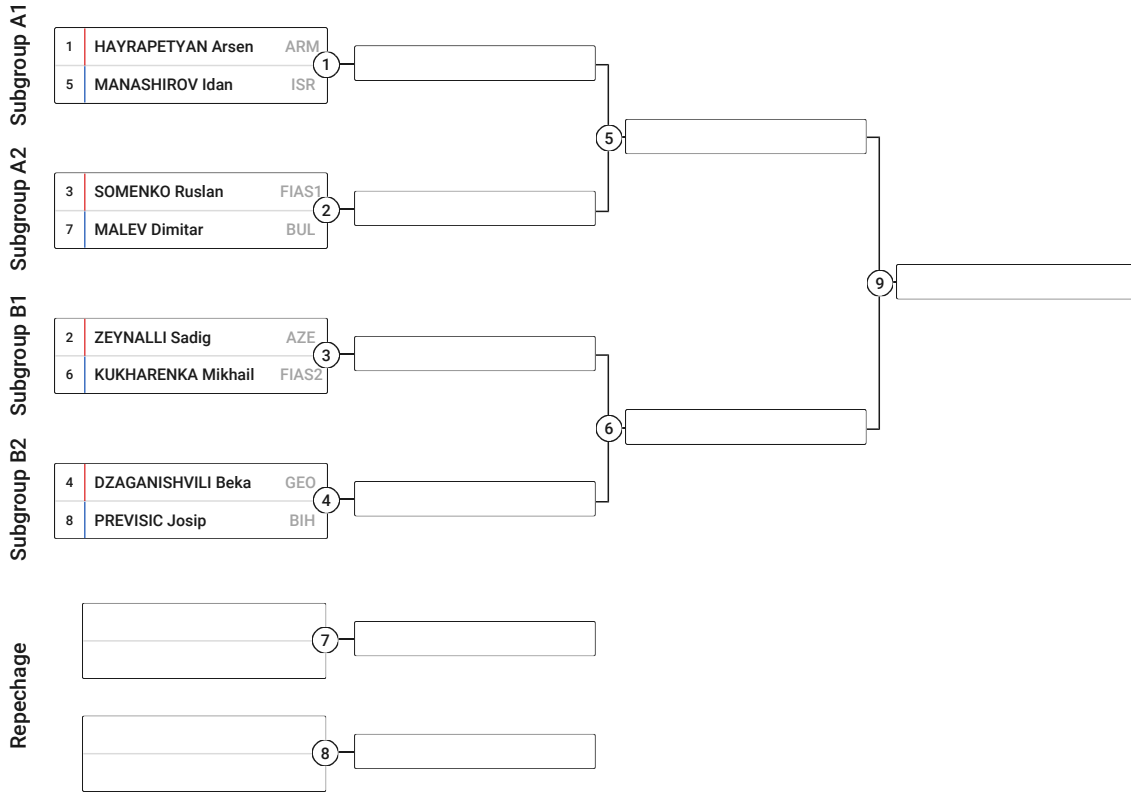 Subgroup A1
1 HAYRAPETYAN Arsen ARM
5 MANASHIROV Idan ISR
1
5
Subgroup A2
3 SOMENKO Ruslan FIAS1
7 MALEV Dimitar BUL
2
9
Subgroup B1
2 ZEYNALLI Sadig AZE
6 KUKHARENKA Mikhail FIAS2
3
6
Subgroup B2
4 DZAGANISHVILI Beka GEO
8 PREVISIC Josip BIH
4
Repechage
7
8